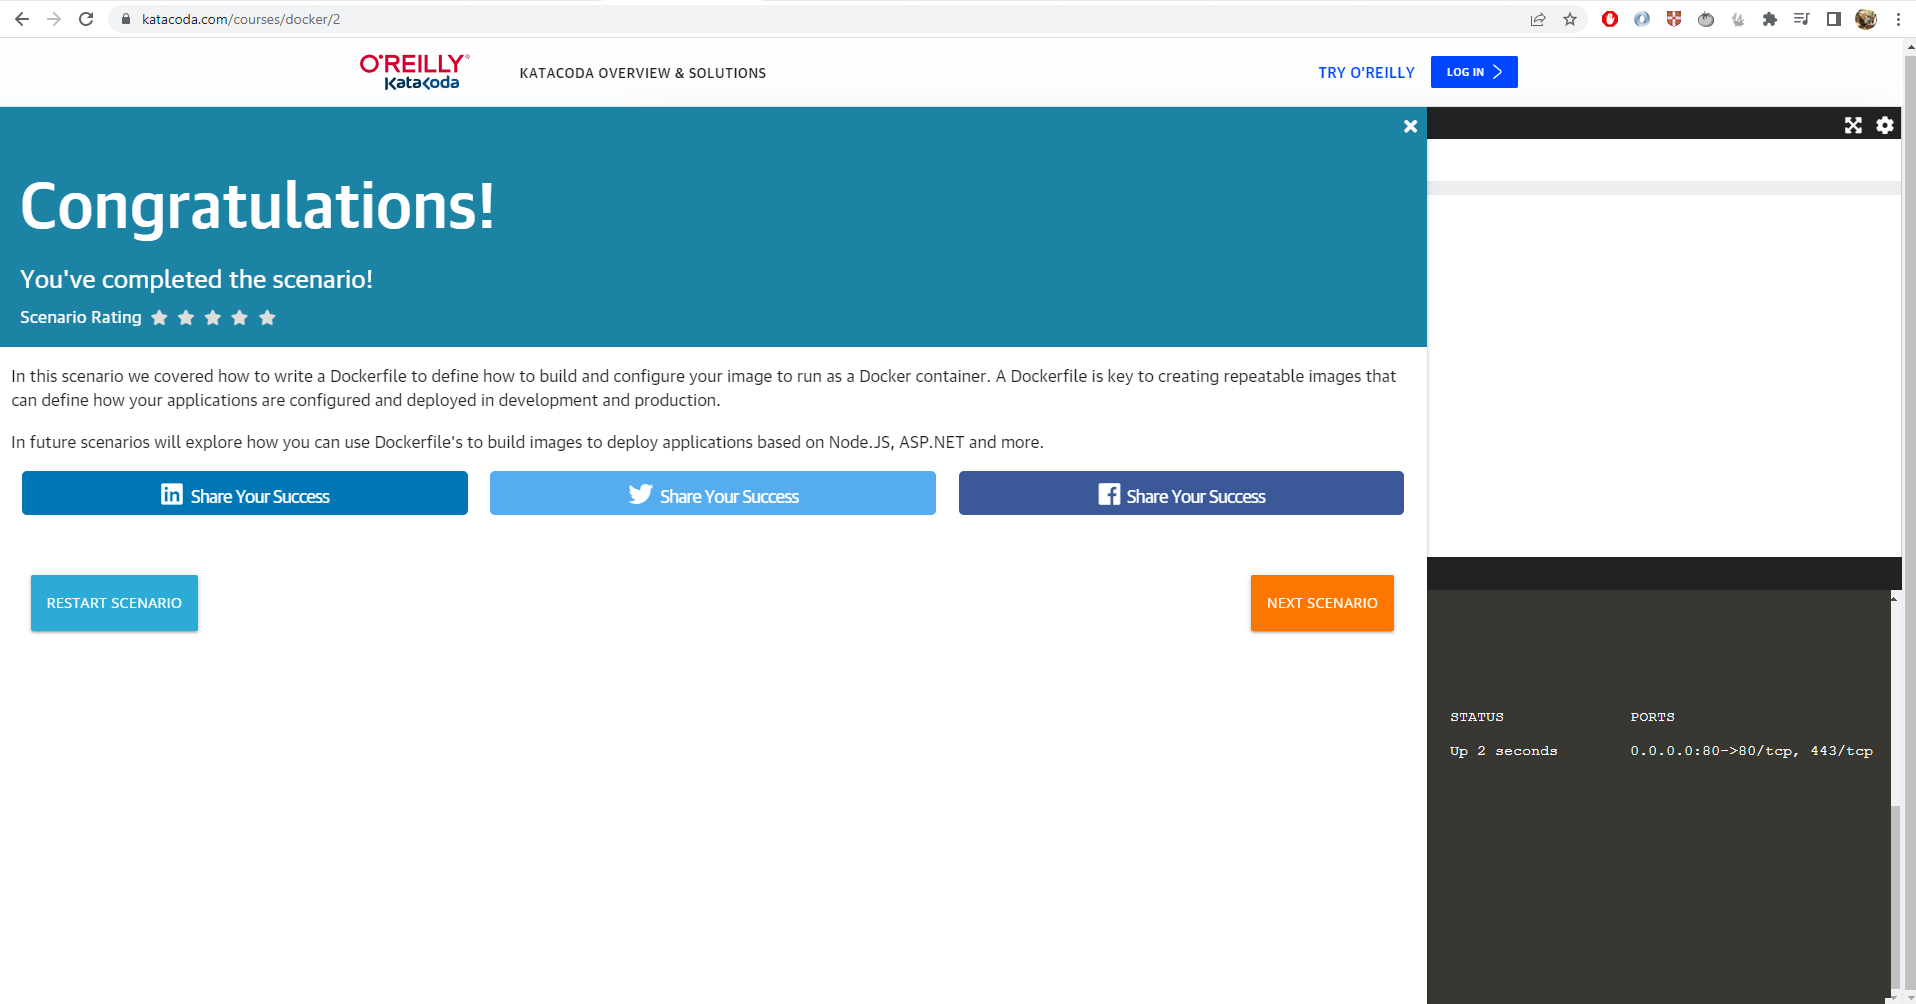 katacoda.com/courses/docker/2
O'REILLY®
Katacoda
KATACODA OVERVIEW & SOLUTIONS
TRY O'REILLY
LOG IN
Congratulations!
You've completed the scenario!
Scenario Rating
In this scenario we covered how to write a Dockerfile to define how to build and configure your image to run as a Docker container. A Dockerfile is key to creating repeatable images that
can define how your applications are configured and deployed in development and production.
In future scenarios will explore how you can use Dockerfile's to build images to deploy applications based on Node.JS, ASP.NET and more.
in Share Your Success
Share Your Success
Share Your Success
RESTART SCENARIO
NEXT SCENARIO
STATUS PORTS
Up 2 seconds 0.0.0.0:80->80/tcp, 443/tcp